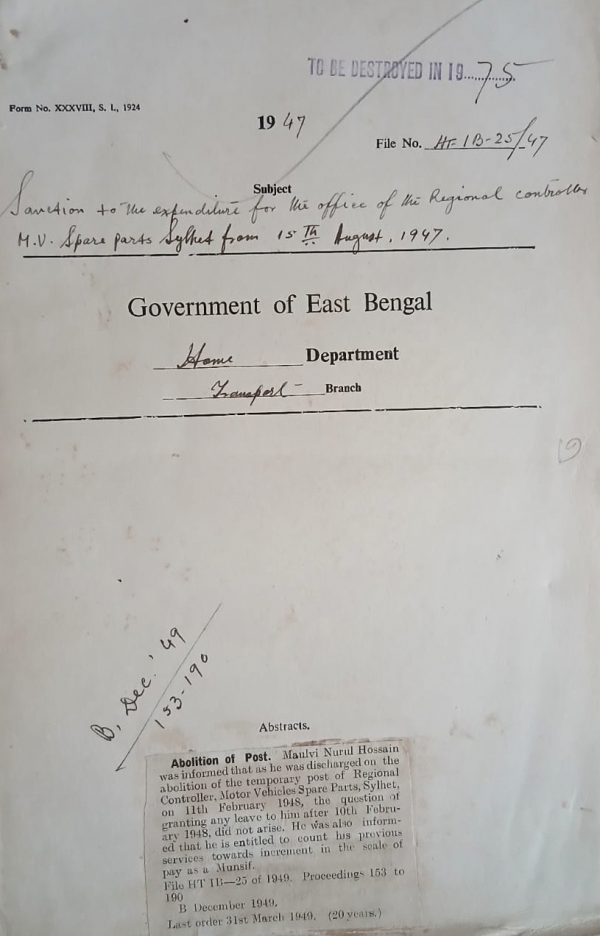 TO BE DESTROYED IN 19...75
Form No. XXXVIII, S. I., 1924
1947
File No. HT 1B-25/47
Subject
Sanction to the expenditure for the office of the Regional controller
M.V. Spare parts Sylhet from 15th August, 1947.
Government of East Bengal
Home Department
Transport Branch
B, Dec. '49
153-190
Abstracts.
Abolition of Post. Maulvi Nurul Hossain
was informed that as he was discharged on the
abolition of the temporary post of Regional
Controller, Motor Vehicles Spare Parts, Sylhet,
on 11th February 1948, the question of
granting any leave to him after 10th Febru-
ary 1948, did not arise. He was also inform-
ed that he is entitled to count his previous
services towards increment in the scale of
pay as a Munsif.
File HT 1B—25 of 1949. Proceedings 153 to
190
B December 1949.
Last order 31st March 1949. (20 years.)